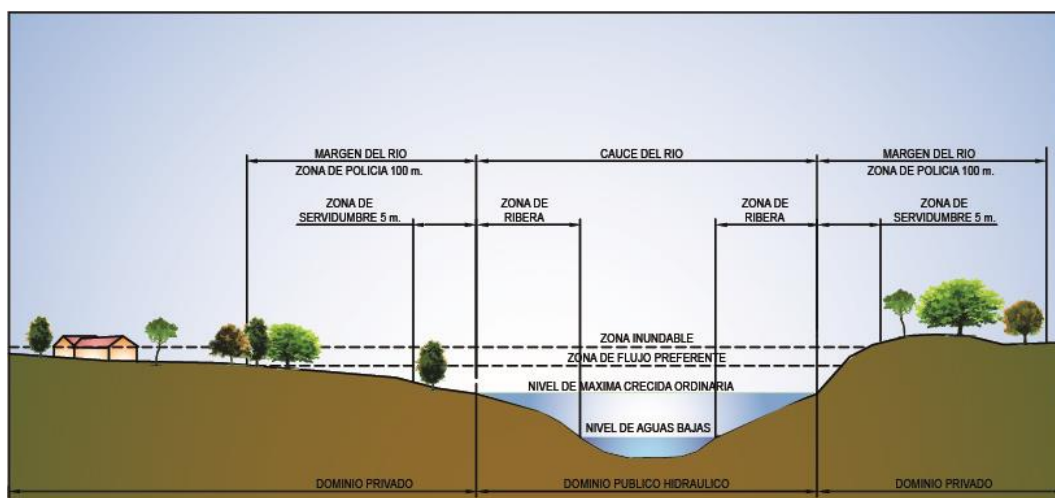 MARGEN DEL RIO
ZONA DE POLICIA 100 m.
CAUCE DEL RIO
MARGEN DEL RIO
ZONA DE POLICIA 100 m.
ZONA DE
SERVIDUMBRE 5 m.
ZONA DE
RIBERA
ZONA DE
RIBERA
ZONA DE
SERVIDUMBRE 5 m.
ZONA INUNDABLE
ZONA DE FLUJO PREFERENTE
NIVEL DE MAXIMA CRECIDA ORDINARIA
NIVEL DE AGUAS BAJAS
DOMINIO PRIVADO
DOMINIO PUBLICO HIDRAULICO
DOMINIO PRIVADO